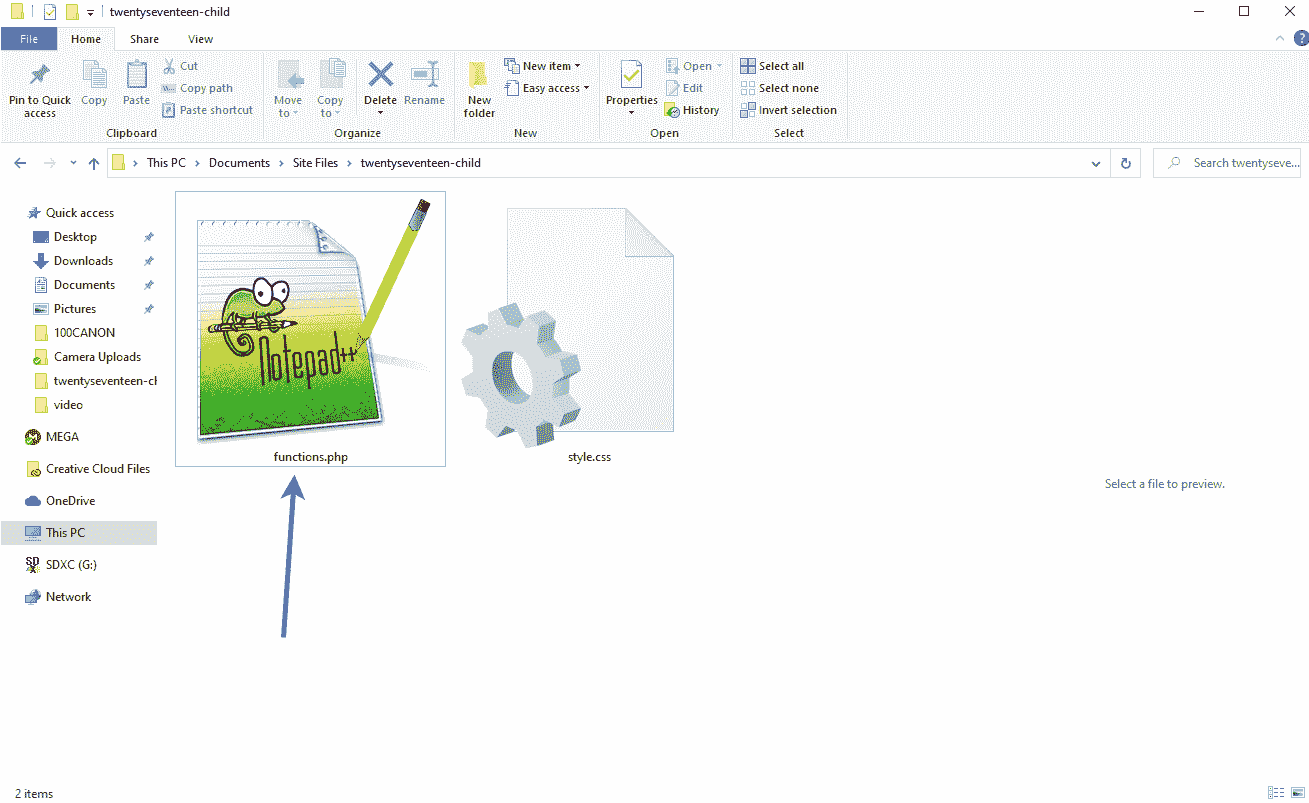 twentyseventeen-child
File Home Share View
Pin to Quick access
Copy
Paste
Cut
Copy path
Paste shortcut
Clipboard
Move to
Copy to
Delete
Rename
Organize
New folder
New item
Easy access
New
Properties
Open
Edit
History
Open
Select all
Select none
Invert selection
Select
This PC › Documents › Site Files › twentyseventeen-child
Search twentyseve...
Quick access
Desktop
Downloads
Documents
Pictures
100CANON
Camera Uploads
twentyseventeen-cl
video
MEGA
Creative Cloud Files
OneDrive
This PC
SDXC (G:)
Network
Notepad++
functions.php
style.css
Select a file to preview.
2 items